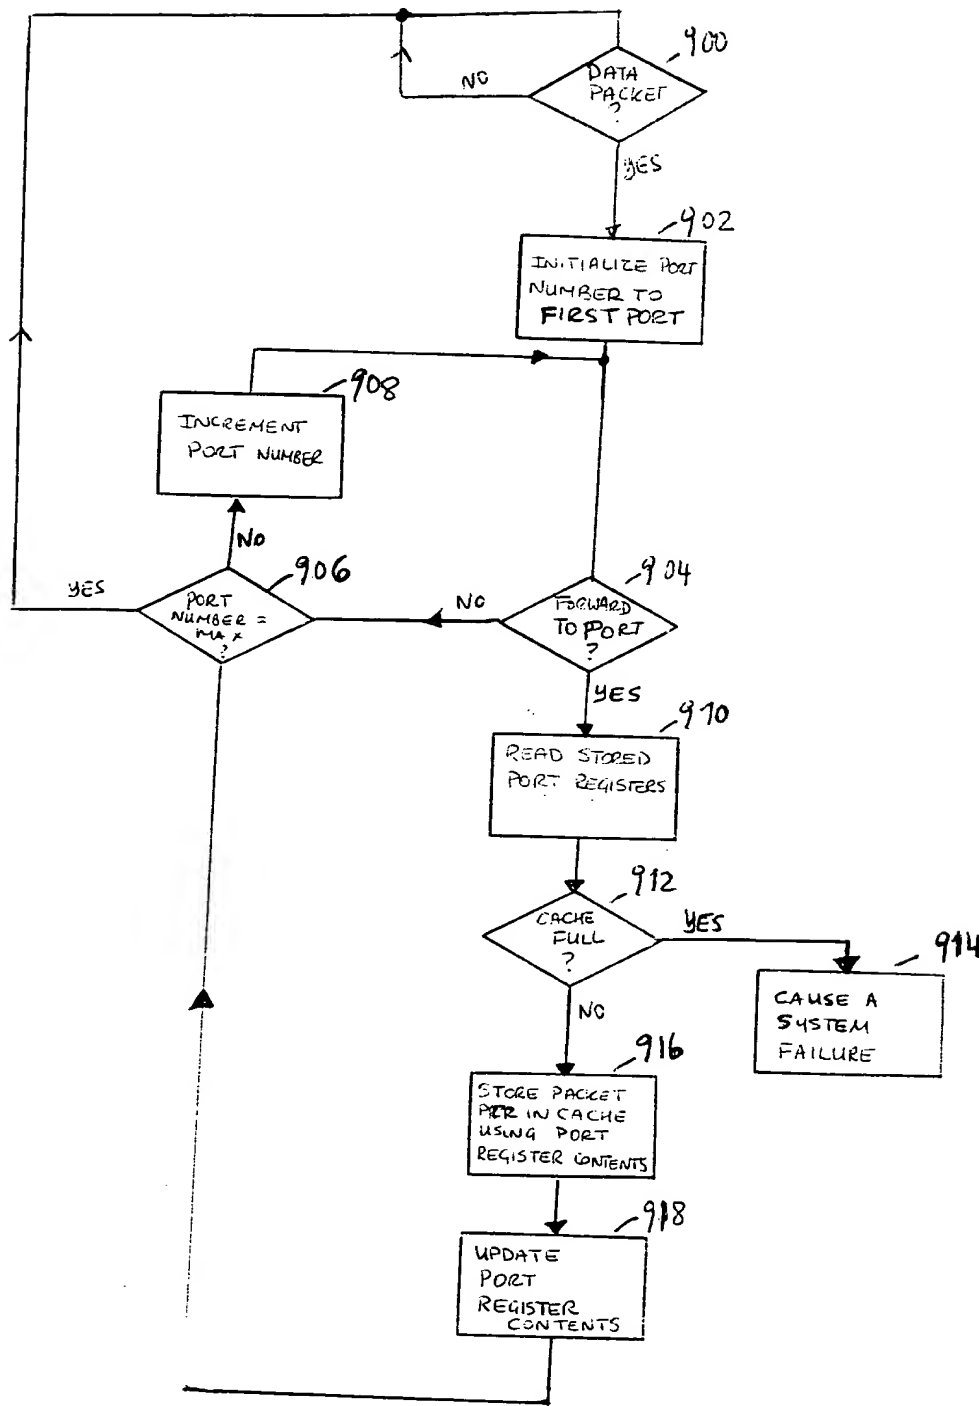 900
DATA
PACKET
?
NO
YES
902
INITIALIZE PORT
NUMBER TO
FIRST PORT
908
INCREMENT
PORT NUMBER
NO
906
YES
PORT
NUMBER =
MAX
?
NO
904
FORWARD
TO PORT
?
YES
910
READ STORED
PORT REGISTERS
912
CACHE
FULL
?
YES
914
CAUSE A
SYSTEM
FAILURE
NO
916
STORE PACKET
PTR IN CACHE
USING PORT
REGISTER CONTENTS
918
UPDATE
PORT
REGISTER
CONTENTS